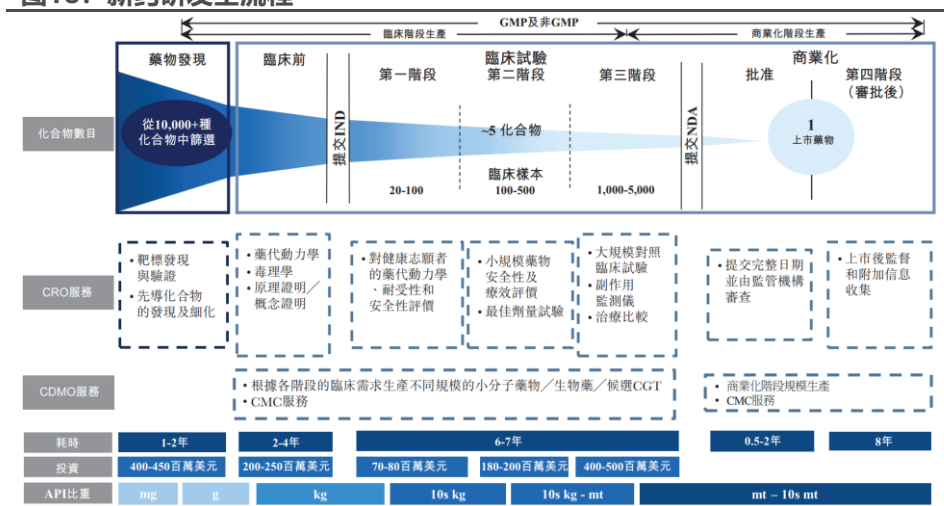 图13：新药研发全流程
GMP及非GMP
臨床階段生產
商業化階段生產
藥物發現
臨床前
臨床試驗
商業化
第一階段
第二階段
第三階段
批准
第四階段
(審批後)
化合物數目
從10,000+種
化合物中篩選
提交IND
~5 化合物
提交NDA
1
上市藥物
臨床樣本
20-100
100-500
1,000-5,000
CRO服務
• 靶標發現
與驗證
• 先導化合物
的發現及細化
• 藥代動力學
• 毒理學
• 原理證明／
概念證明
• 對健康志願者
的藥代動力學
、耐受性和
安全性評價
• 小規模藥物
安全性及
療效評價
• 最佳劑量試驗
• 大規模對照
臨床試驗
• 副作用
監測儀
• 治療比較
• 提交完整日期
並由監管機構
審查
• 上市後監督
和附加信息
收集
CDMO服務
• 根據各階段的臨床需求生產不同規模的小分子藥物／生物藥／候選CGT
• CMC服務
• 商業化階段規模生產
• CMC服務
耗時
1-2年
2-4年
6-7年
0.5-2年
8年
投資
400-450百萬美元
200-250百萬美元
70-80百萬美元
180-200百萬美元
400-500百萬美元
API比重
mg
g
kg
10s kg
10s kg - mt
mt – 10s mt